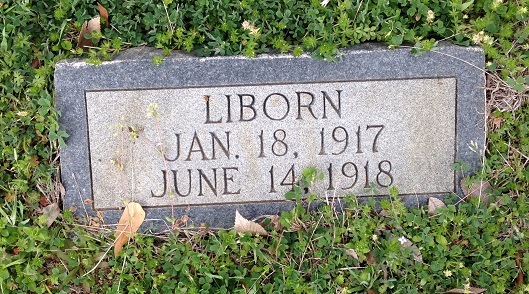 LIBORN
JAN. 18, 1917
JUNE 14, 1918